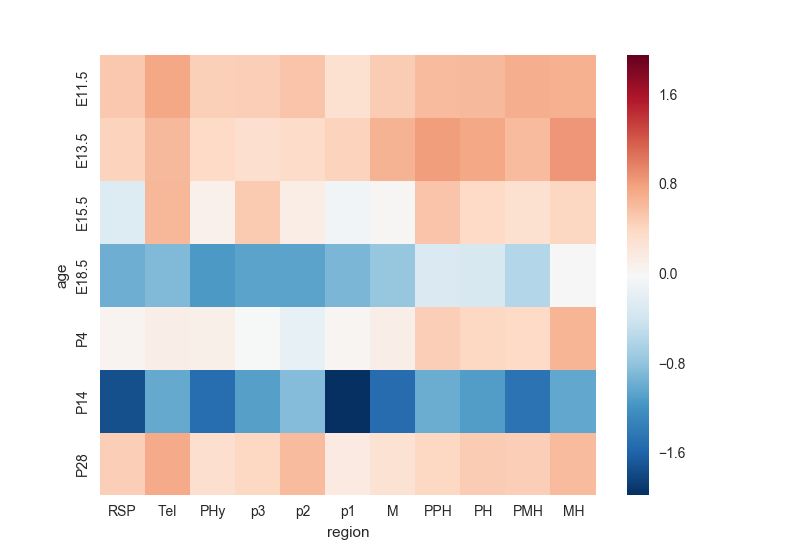 E11.5
E13.5
E15.5
E18.5
P4
P14
P28
age
RSP Tel PHy p3 p2 p1 M PPH PH PMH MH
region
1.6
0.8
0.0
−0.8
−1.6